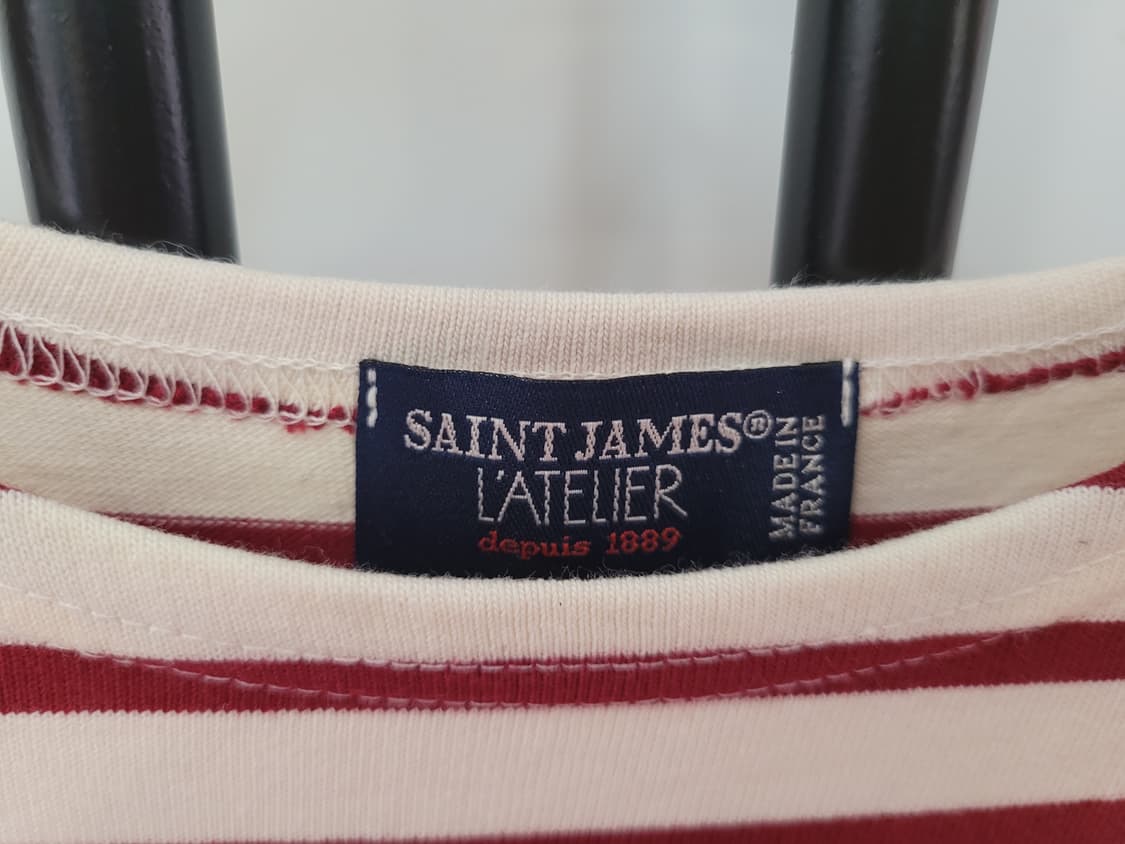 SAINT JAMES®
L'ATELIER
depuis 1889
MADE IN
FRANCE